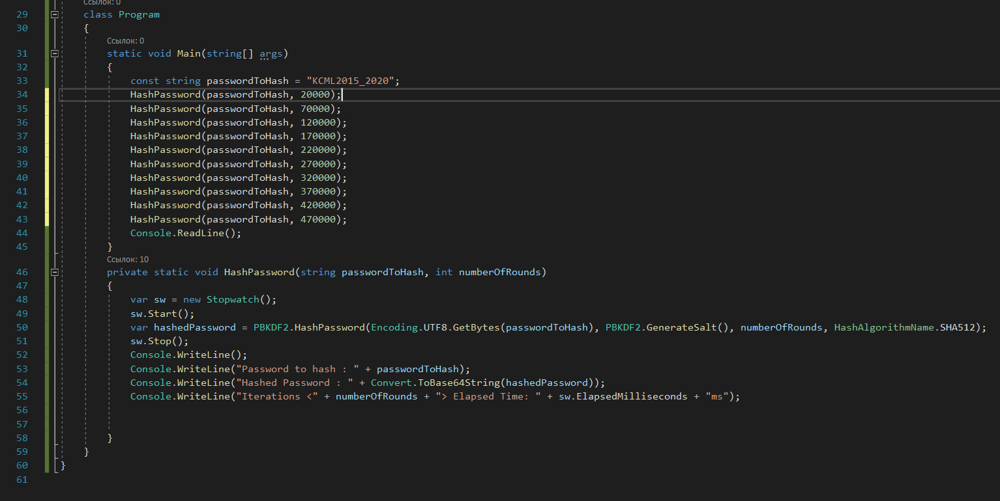 Ссылок: 0
29 class Program
30 {
Ссылок: 0
31 static void Main(string[] args)
32 {
33 const string passwordToHash = "KCML2015_2020";
34 HashPassword(passwordToHash, 20000);
35 HashPassword(passwordToHash, 70000);
36 HashPassword(passwordToHash, 120000);
37 HashPassword(passwordToHash, 170000);
38 HashPassword(passwordToHash, 220000);
39 HashPassword(passwordToHash, 270000);
40 HashPassword(passwordToHash, 320000);
41 HashPassword(passwordToHash, 370000);
42 HashPassword(passwordToHash, 420000);
43 HashPassword(passwordToHash, 470000);
44 Console.ReadLine();
45 }
Ссылок: 10
46 private static void HashPassword(string passwordToHash, int numberOfRounds)
47 {
48 var sw = new Stopwatch();
49 sw.Start();
50 var hashedPassword = PBKDF2.HashPassword(Encoding.UTF8.GetBytes(passwordToHash), PBKDF2.GenerateSalt(), numberOfRounds, HashAlgorithmName.SHA512);
51 sw.Stop();
52 Console.WriteLine();
53 Console.WriteLine("Password to hash : " + passwordToHash);
54 Console.WriteLine("Hashed Password : " + Convert.ToBase64String(hashedPassword));
55 Console.WriteLine("Iterations <" + numberOfRounds + "> Elapsed Time: " + sw.ElapsedMilliseconds + "ms");
56
57
58 }
59 }
60 }
61